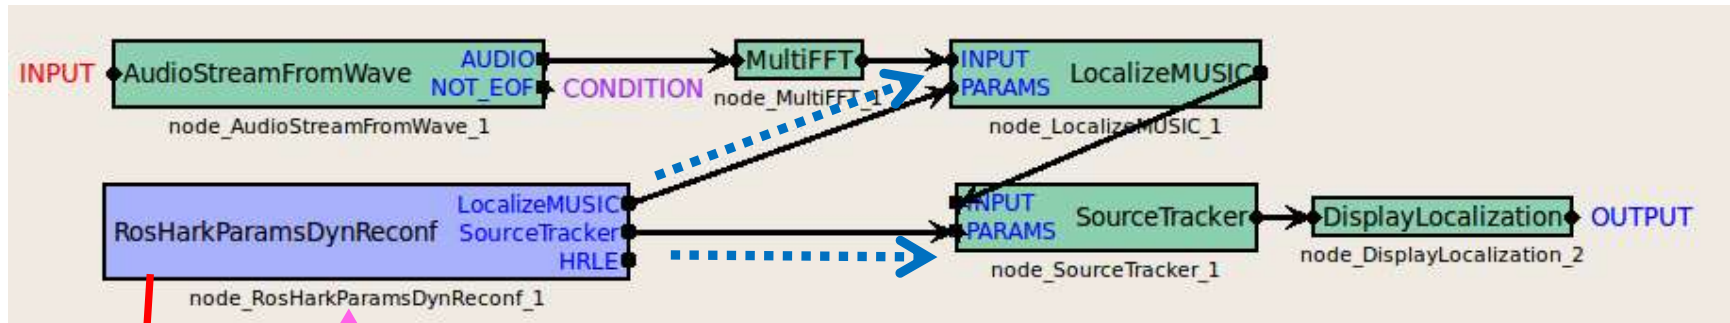 INPUT
AudioStreamFromWave
AUDIO
NOT_EOF
CONDITION
node_AudioStreamFromWave_1
MultiFFT
node_MultiFFT_1
INPUT
PARAMS
LocalizeMUSIC
node_LocalizeMUSIC_1
RosHarkParamsDynReconf
LocalizeMUSIC
SourceTracker
HRLE
node_RosHarkParamsDynReconf_1
INPUT
PARAMS
SourceTracker
node_SourceTracker_1
DisplayLocalization
node_DisplayLocalization_2
OUTPUT